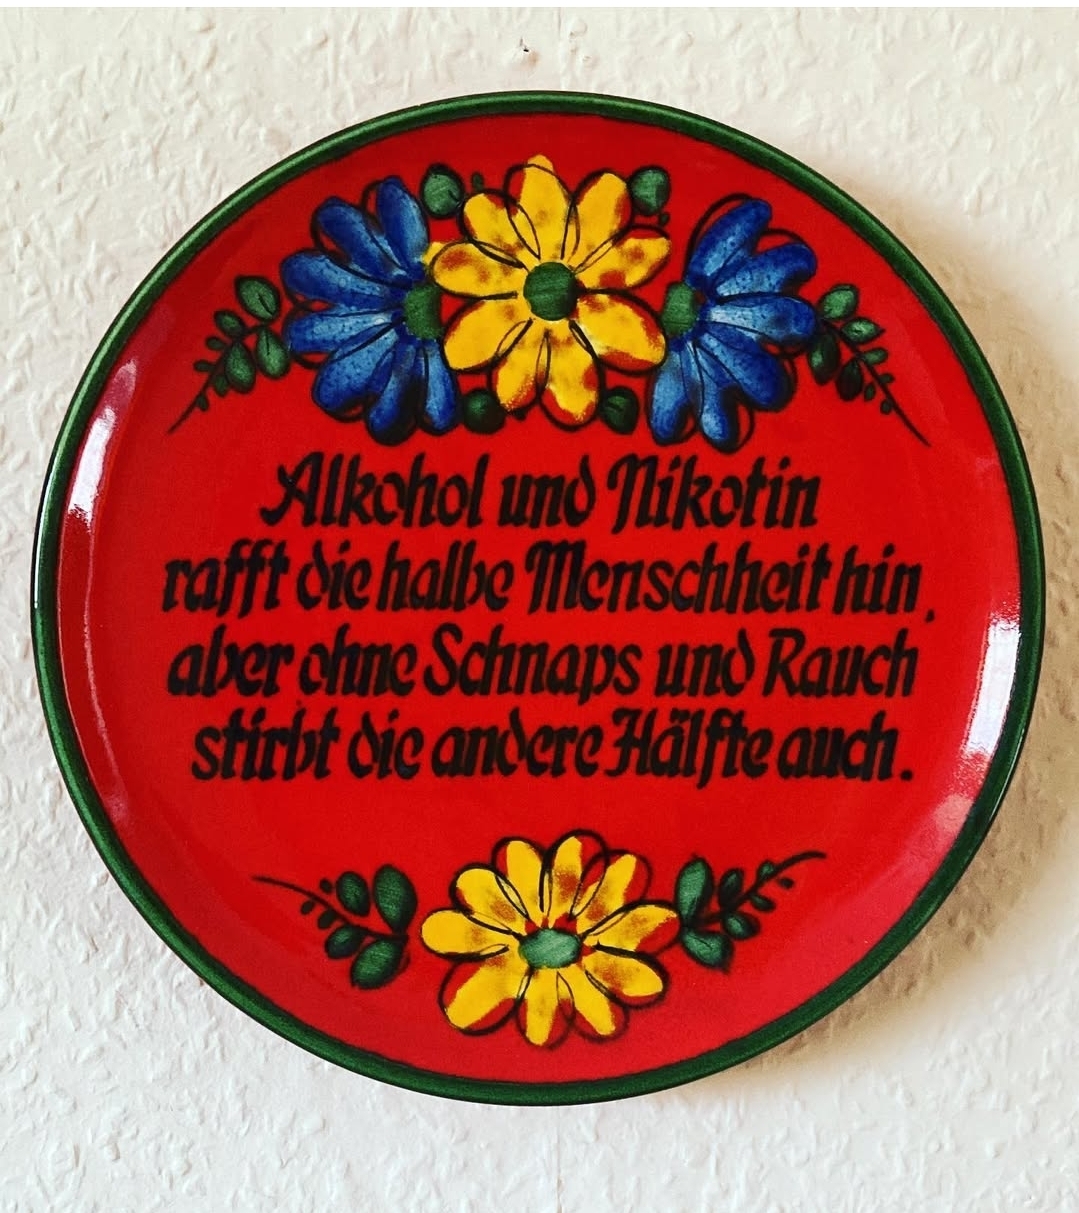 Alkohol und Nikotin
rafft die halbe Menschheit hin,
aber ohne Schnaps und Rauch
stirbt die andere Hälfte auch.